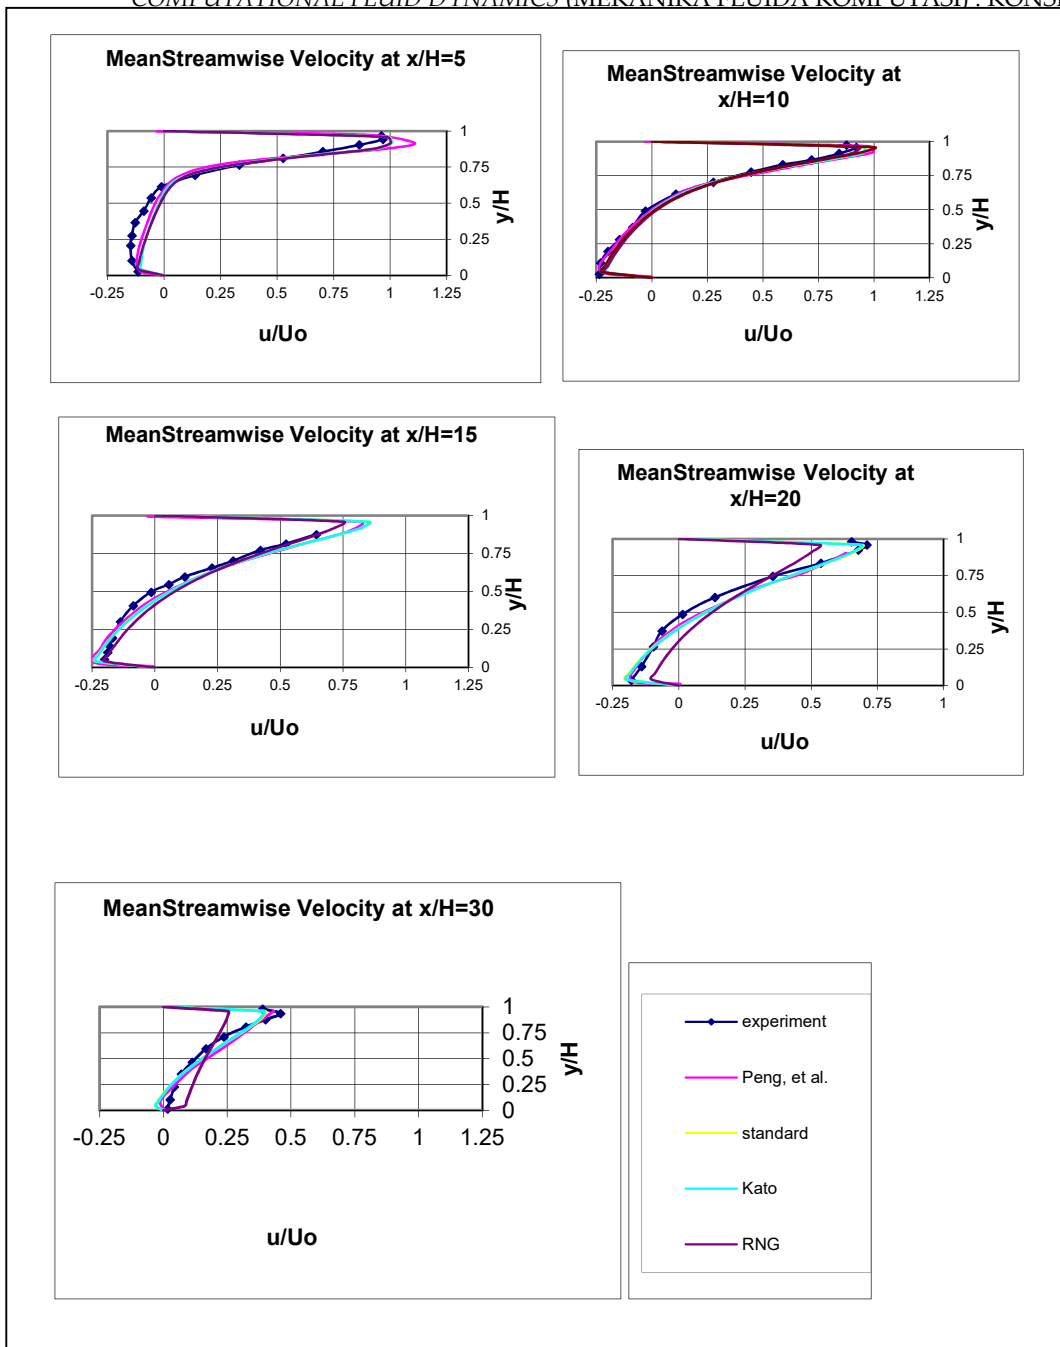 COMPUTATIONAL FLUID DYNAMICS (MEKANIKA FLUIDA KOMPUTASI) :
MeanStreamwise Velocity at x/H=5
1
0.75
0.5
0.25
0
y/H
-0.25 0 0.25 0.5 0.75 1 1.25
u/Uo
MeanStreamwise Velocity at
x/H=10
1
0.75
0.5
0.25
0
y/H
-0.25 0 0.25 0.5 0.75 1 1.25
u/Uo
MeanStreamwise Velocity at x/H=15
1
0.75
0.5
0.25
0
y/H
-0.25 0 0.25 0.5 0.75 1 1.25
u/Uo
MeanStreamwise Velocity at
x/H=20
1
0.75
0.5
0.25
0
y/H
-0.25 0 0.25 0.5 0.75 1
u/Uo
MeanStreamwise Velocity at x/H=30
1
0.75
0.5
0.25
0
y/H
-0.25 0 0.25 0.5 0.75 1 1.25
u/Uo
experiment
Peng, et al.
standard
Kato
RNG